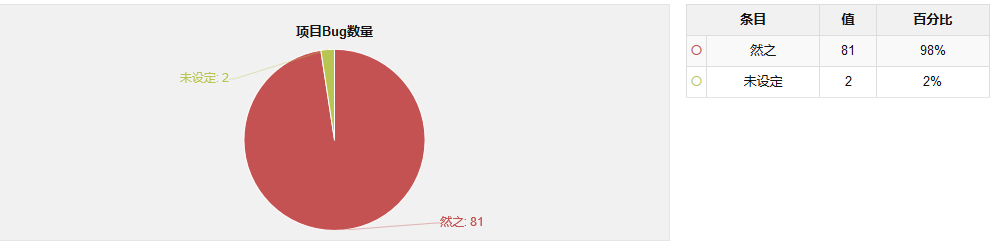 项目Bug数量
未设定: 2
然之: 81
条目 值 百分比
然之 81 98%
未设定 2 2%